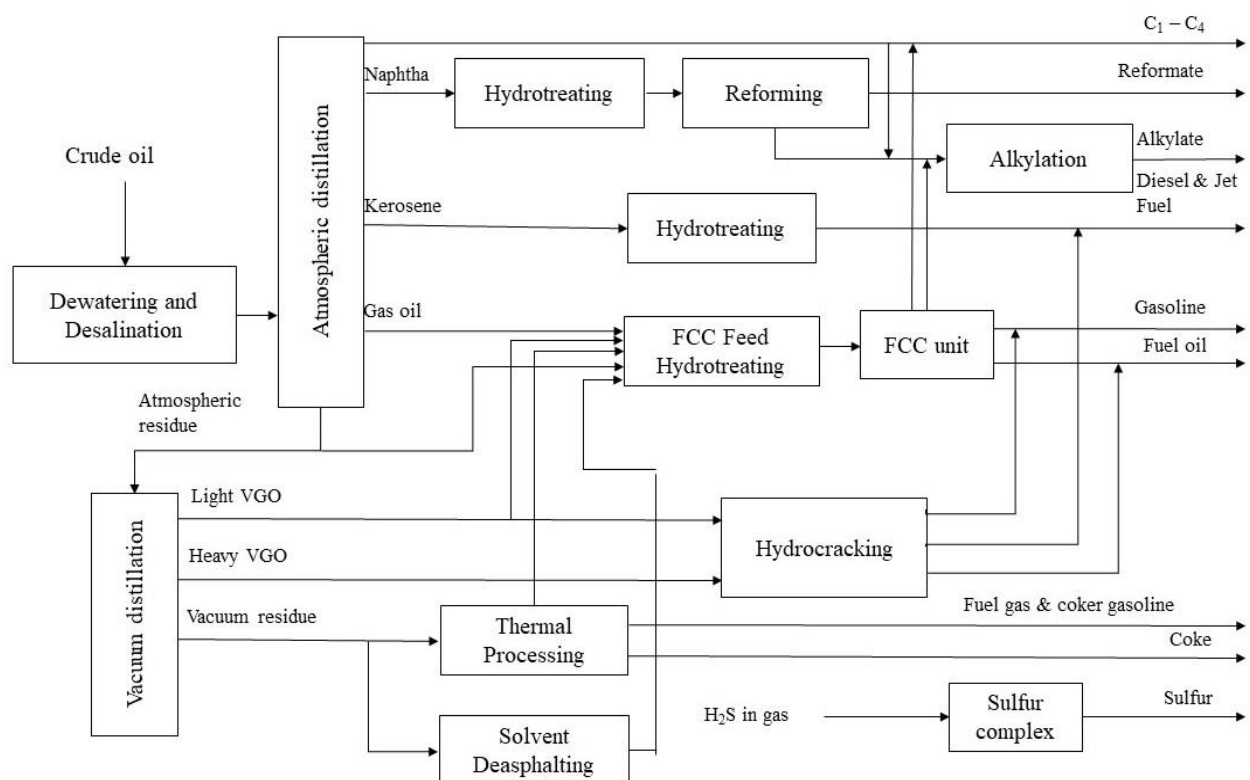 C₁ – C₄
Naphtha
Hydrotreating
Reforming
Reformate
Crude oil
Atmospheric distillation
Alkylation
Alkylate
Diesel & Jet
Fuel
Kerosene
Hydrotreating
Dewatering and
Desalination
Gas oil
FCC Feed
Hydrotreating
FCC unit
Gasoline
Fuel oil
Atmospheric
residue
Vacuum distillation
Light VGO
Heavy VGO
Hydrocracking
Vacuum residue
Thermal
Processing
Fuel gas & coker gasoline
Coke
H₂S in gas
Sulfur
complex
Sulfur
Solvent
Deasphalting